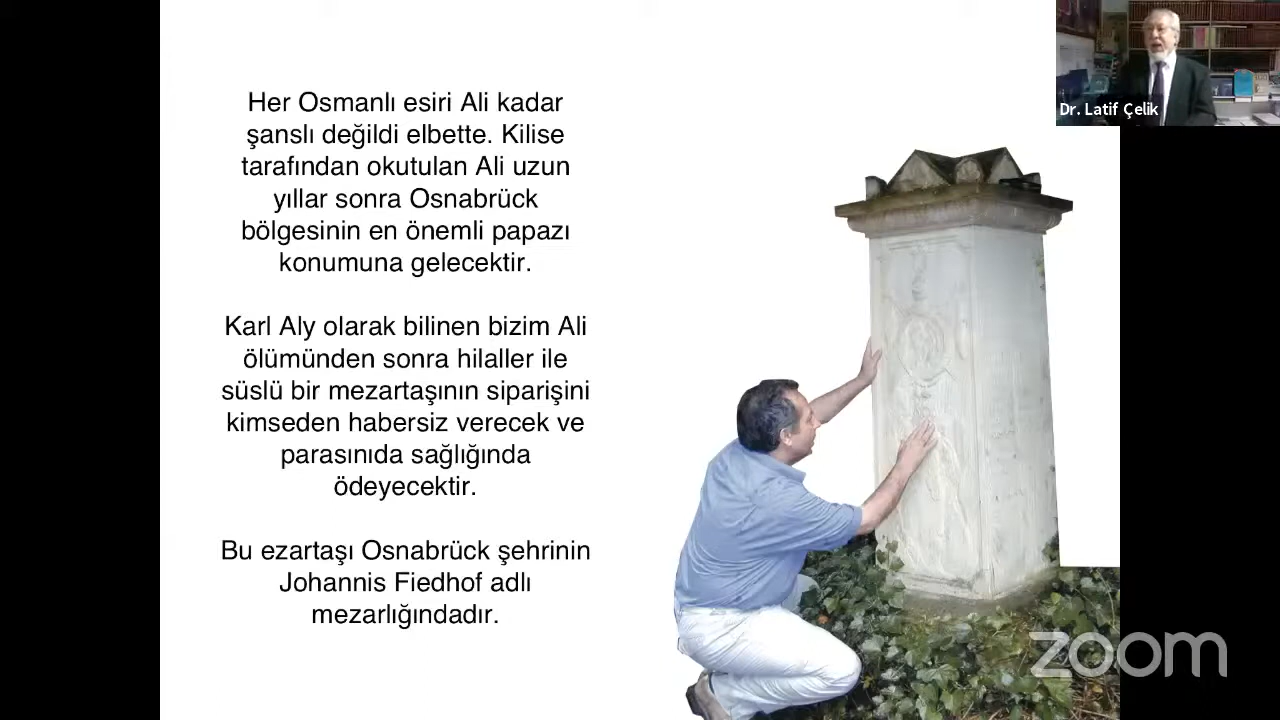 Her Osmanlı esiri Ali kadar
şanslı değildi elbette. Kilise
tarafından okutulan Ali uzun
yıllar sonra Osnabrück
bölgesinin en önemli papazı
konumuna gelecektir.
Karl Aly olarak bilinen bizim Ali
ölümünden sonra hilaller ile
süslü bir mezartaşının siparişini
kimseden habersiz verecek ve
parasınıda sağlığında
ödeyecektir.
Bu ezartaşı Osnabrück şehrinin
Johannis Fiedhof adlı
mezarlığındadır.
Dr. Latif Çelik
zoom